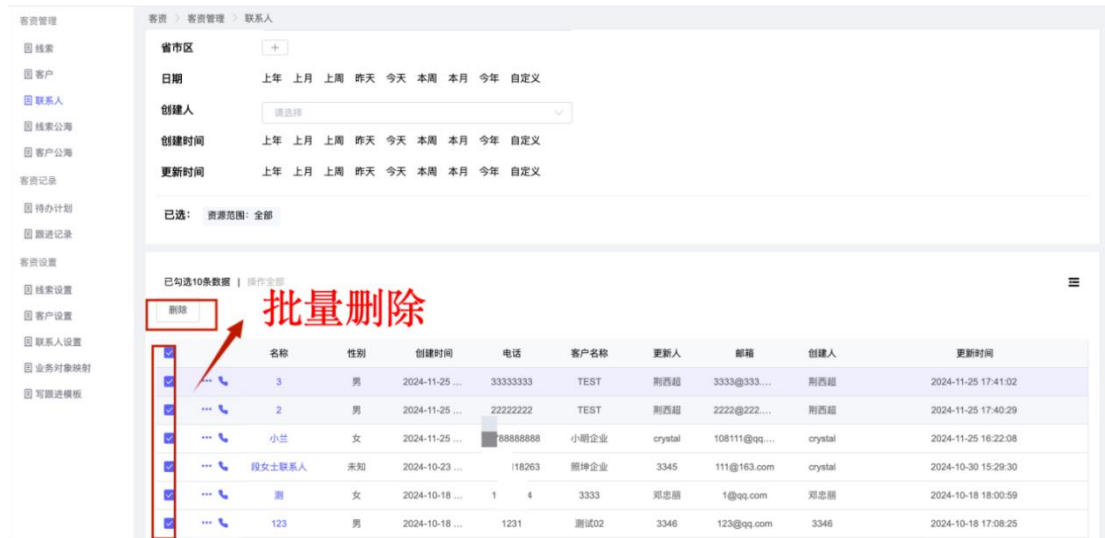 客资管理
线索
客户
联系人
线索公海
客户公海
客资记录
待办计划
跟进记录
客资设置
线索设置
客户设置
联系人设置
业务对象映射
写跟进模板
客资 > 客资管理 > 联系人
省市区 +
日期 上年 上月 上周 昨天 今天 本周 本月 今年 自定义
创建人 请选择
创建时间 上年 上月 上周 昨天 今天 本周 本月 今年 自定义
更新时间 上年 上月 上周 昨天 今天 本周 本月 今年 自定义
已选： 资源范围：全部
已勾选10条数据 | 操作全部
删除
批量删除
名称 性别 创建时间 电话 客户名称 更新人 邮箱 创建人 更新时间
3 男 2024-11-25 ... 33333333 TEST 荆西超 3333@333.... 荆西超 2024-11-25 17:41:02
2 男 2024-11-25 ... 22222222 TEST 荆西超 2222@222.... 荆西超 2024-11-25 17:40:29
小兰 女 2024-11-25 ... 788888888 小明企业 crystal 108111@qq.... crystal 2024-11-25 16:22:08
段女士联系人 未知 2024-10-23 ... 18263 照坤企业 3345 111@163.com crystal 2024-10-30 15:29:30
测 女 2024-10-18 ... 1 4 3333 邓忠丽 1@qq.com 邓忠丽 2024-10-18 18:00:59
123 男 2024-10-18 ... 1231 测试02 3346 123@qq.com 3346 2024-10-18 17:08:25